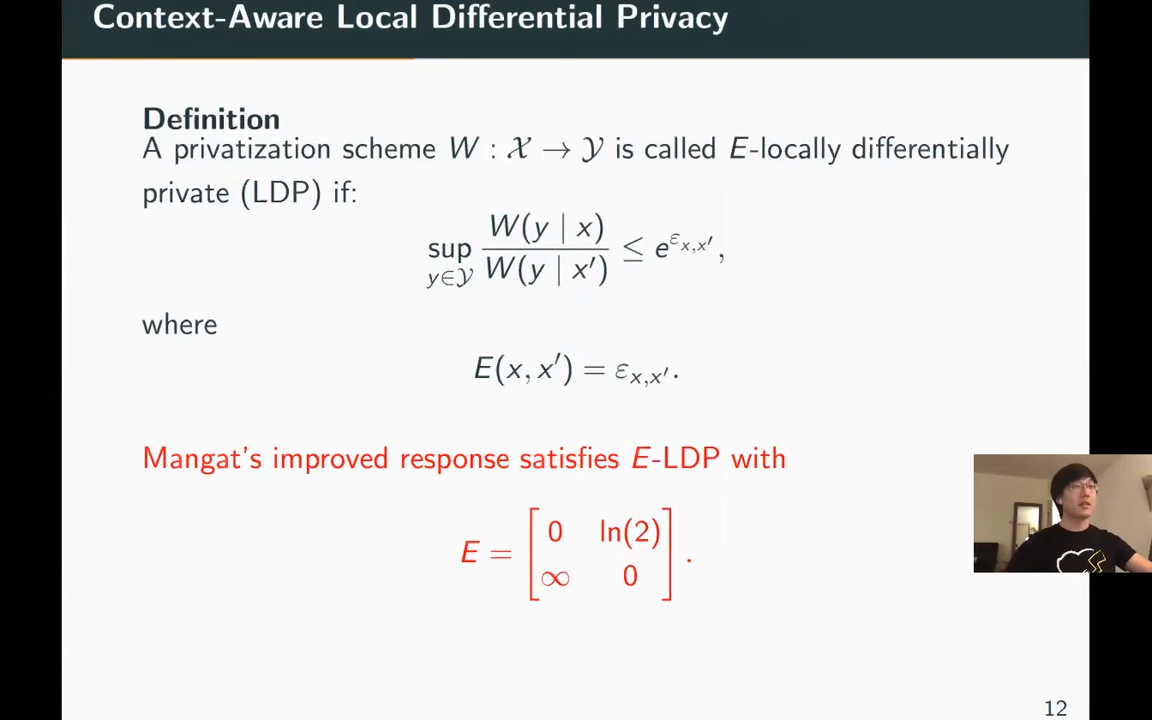 Context-Aware Local Differential Privacy
Definition
A privatization scheme W : 𝒳 → 𝒴 is called E-locally differentially
private (LDP) if:
sup_{y∈𝒴} W(y | x) / W(y | x′) ≤ e^{ε_{x,x′}},
where
E(x, x′) = ε_{x,x′}.
Mangat's improved response satisfies E-LDP with
E = [0 ln(2)
∞ 0].
12